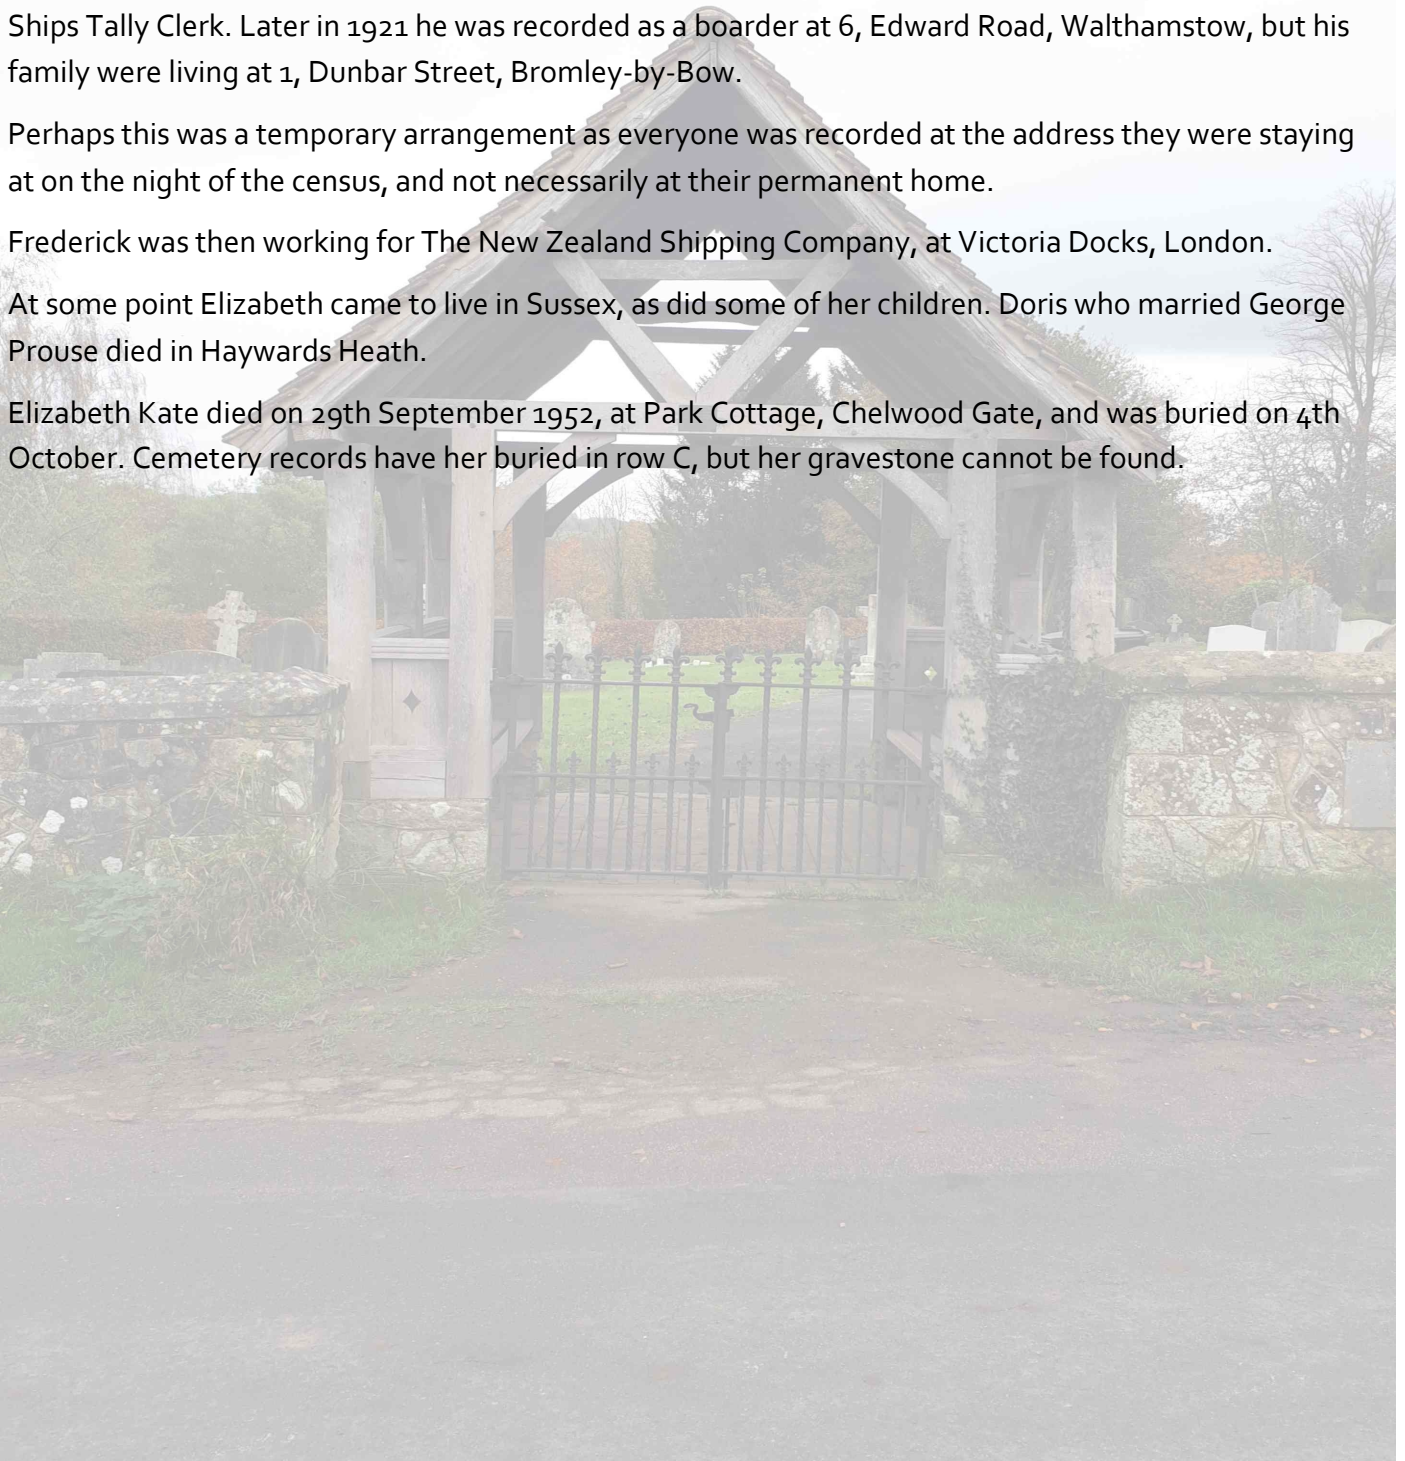 Ships Tally Clerk. Later in 1921 he was recorded as a boarder at 6, Edward Road, Walthamstow, but his
family were living at 1, Dunbar Street, Bromley-by-Bow.
Perhaps this was a temporary arrangement as everyone was recorded at the address they were staying
at on the night of the census, and not necessarily at their permanent home.
Frederick was then working for The New Zealand Shipping Company, at Victoria Docks, London.
At some point Elizabeth came to live in Sussex, as did some of her children. Doris who married George
Prouse died in Haywards Heath.
Elizabeth Kate died on 29th September 1952, at Park Cottage, Chelwood Gate, and was buried on 4th
October. Cemetery records have her buried in row C, but her gravestone cannot be found.